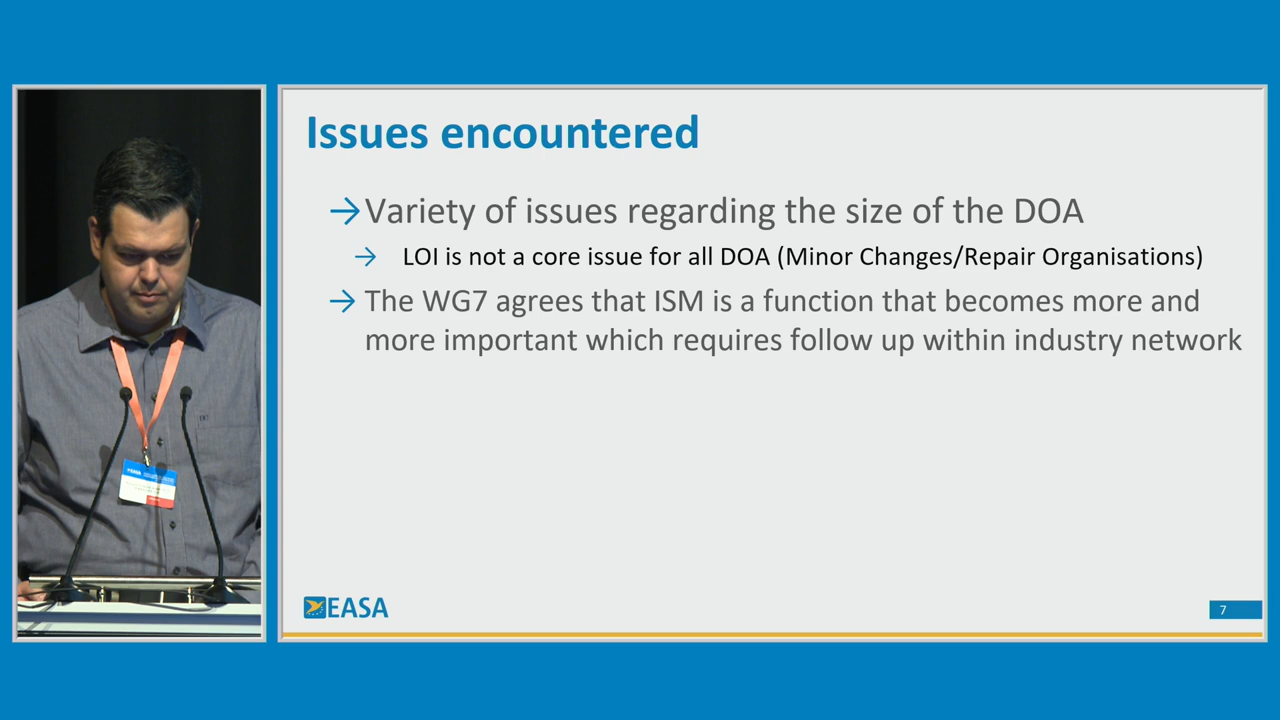 Issues encountered
→Variety of issues regarding the size of the DOA
→ LOI is not a core issue for all DOA (Minor Changes/Repair Organisations)
→ The WG7 agrees that ISM is a function that becomes more and
more important which requires follow up within industry network
EASA
7